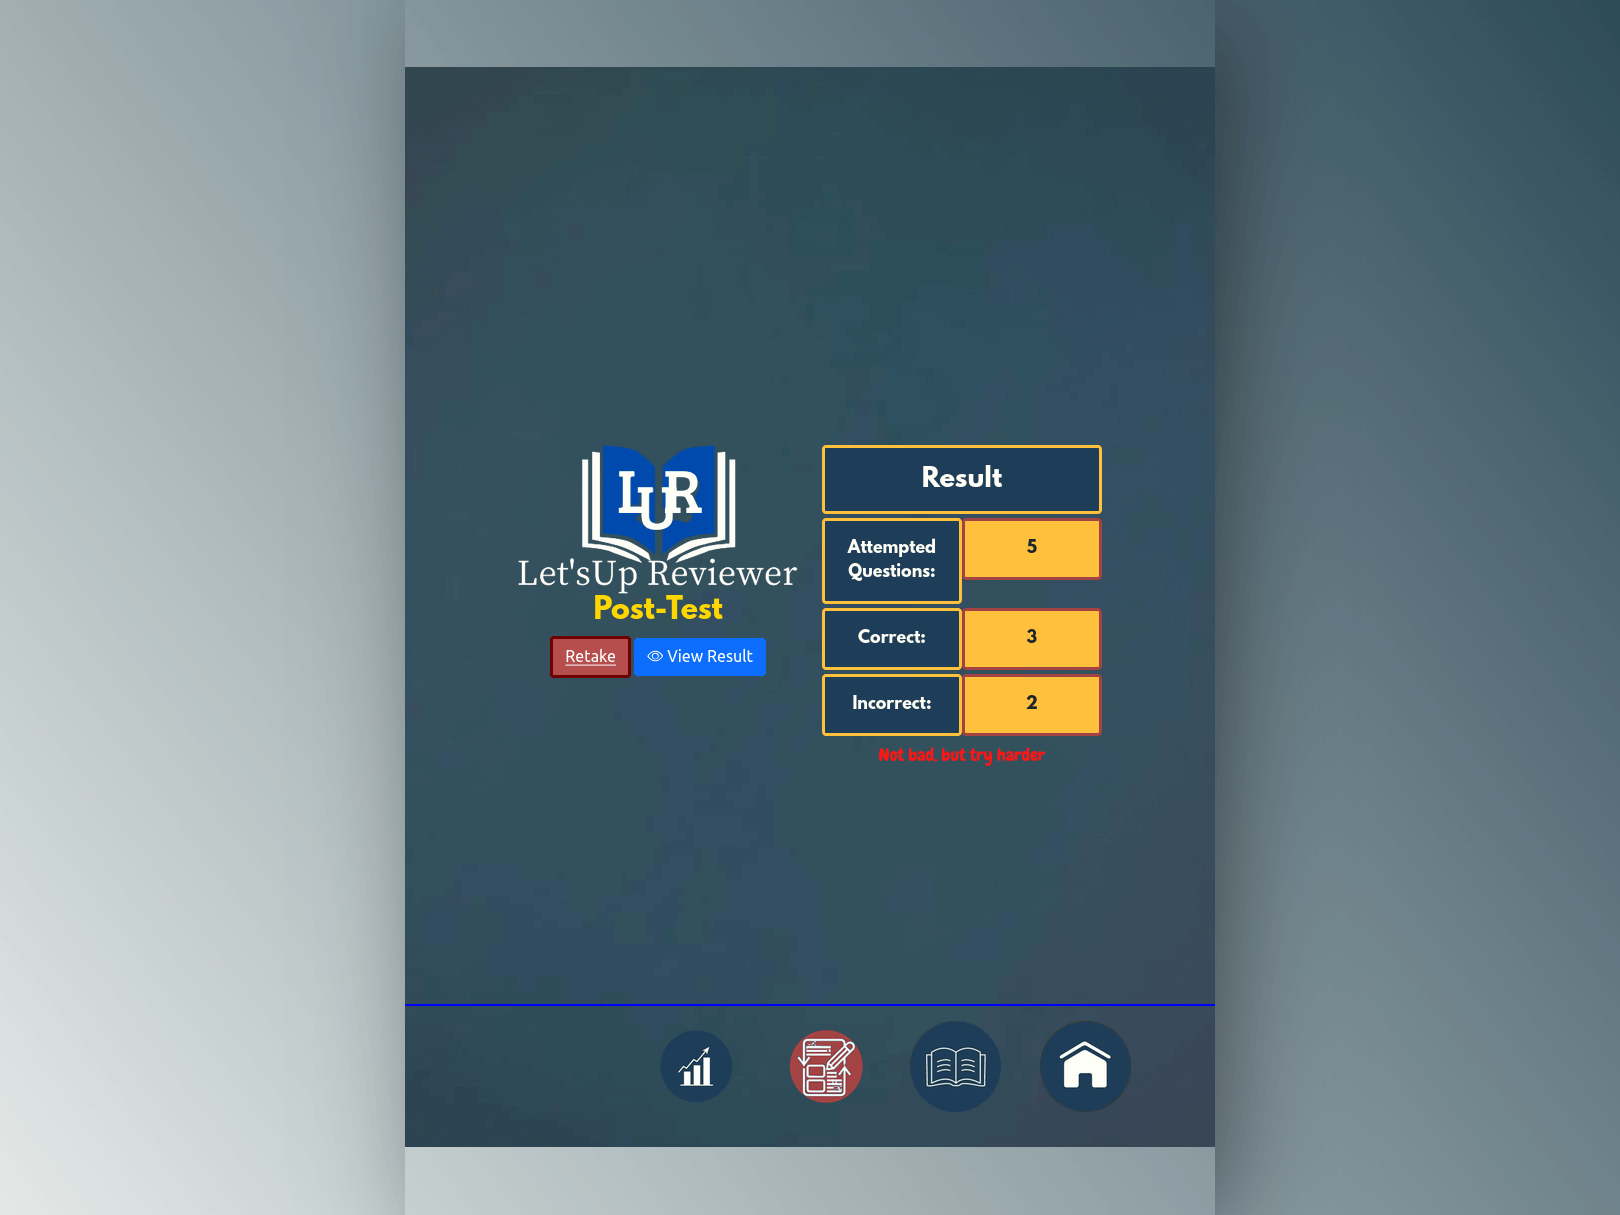 LUR
Let'sUp Reviewer
Post-Test
Retake
View Result
Result
Attempted
Questions:
5
Correct:
3
Incorrect:
2
Not bad, but try harder